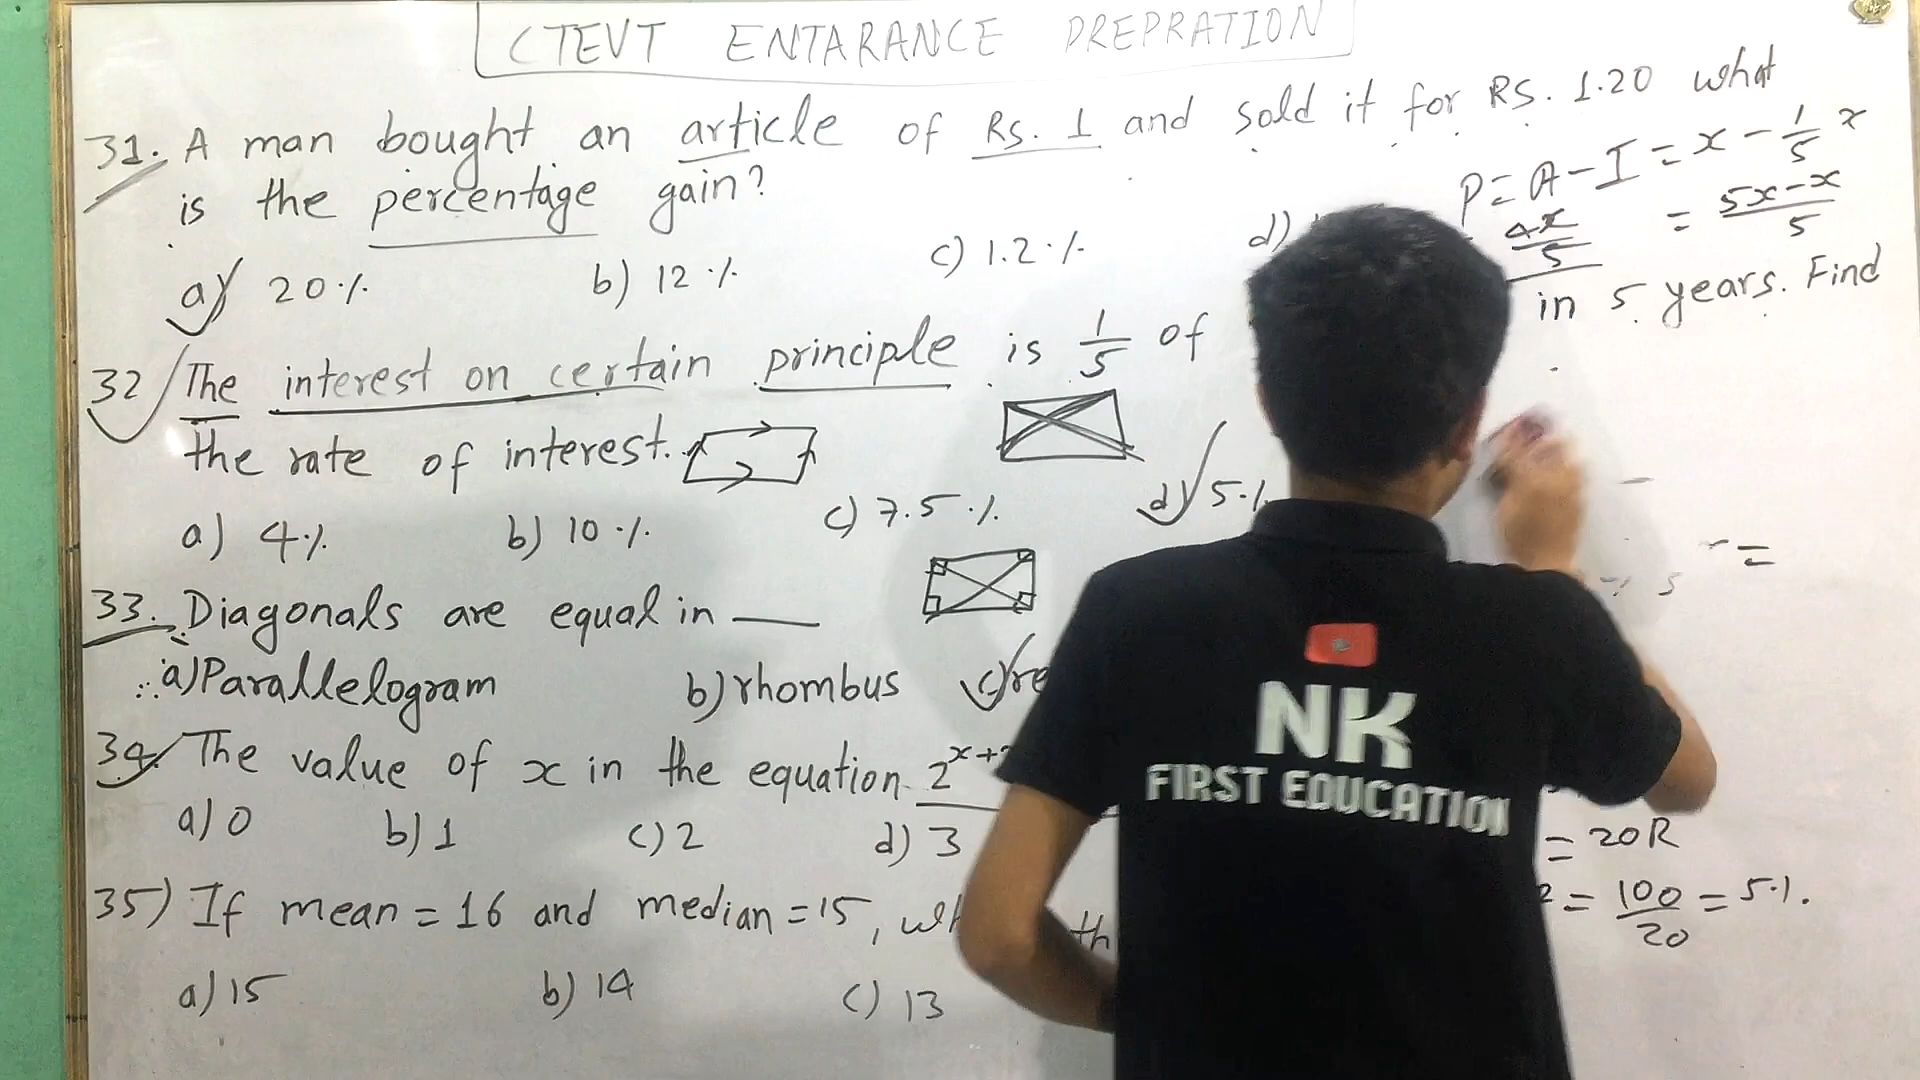 CTEVT ENTARANCE PREPRATION
31. A man bought an article of Rs. 1 and sold it for RS. 1.20 what
is the percentage gain?
P = A - I = x - 1/5 x
= 5x-x/5
4x/5
a) 20% b) 12% c) 1.2% d)
32 The interest on certain principle is 1/5 of in 5 years. Find
the rate of interest.
a) 4% b) 10% c) 7.5% d) 5%
33. Diagonals are equal in ___
a) Parallelogram b) rhombus c) re
34. The value of x in the equation 2^x+
a) 0 b) 1 c) 2 d) 3
= 20R
35) If mean = 16 and median = 15, th
= 100/20 = 5%.
a) 15 b) 14 c) 13
NK
FIRST EDUCATION